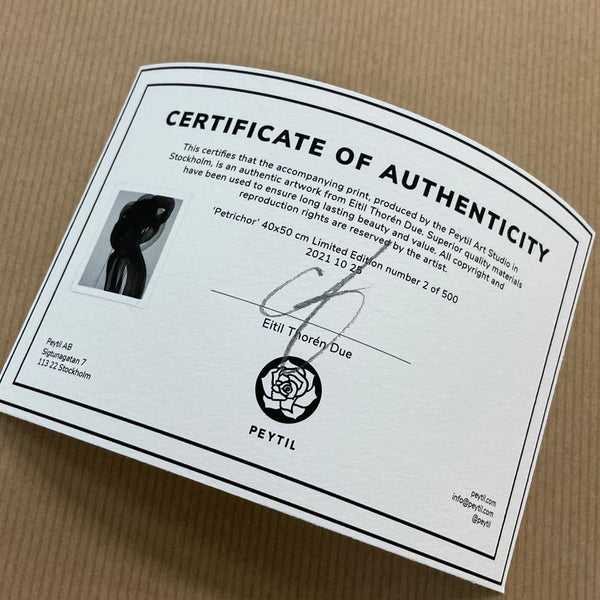 CERTIFICATE OF AUTHENTICITY
This certifies that the accompanying print, produced by the Peytil Art Studio in
Stockholm, is an authentic artwork from Eitil Thorén Due. Superior quality materials
have been used to ensure long lasting beauty and value. All copyright and
reproduction rights are reserved by the artist.
'Petrichor' 40x50 cm Limited Edition number 2 of 500
2021 10 25
Eitil Thorén Due
PEYTIL
Peytil AB
Sigtunagatan 7
113 22 Stockholm
peytil.com
info@peytil.com
@peytil